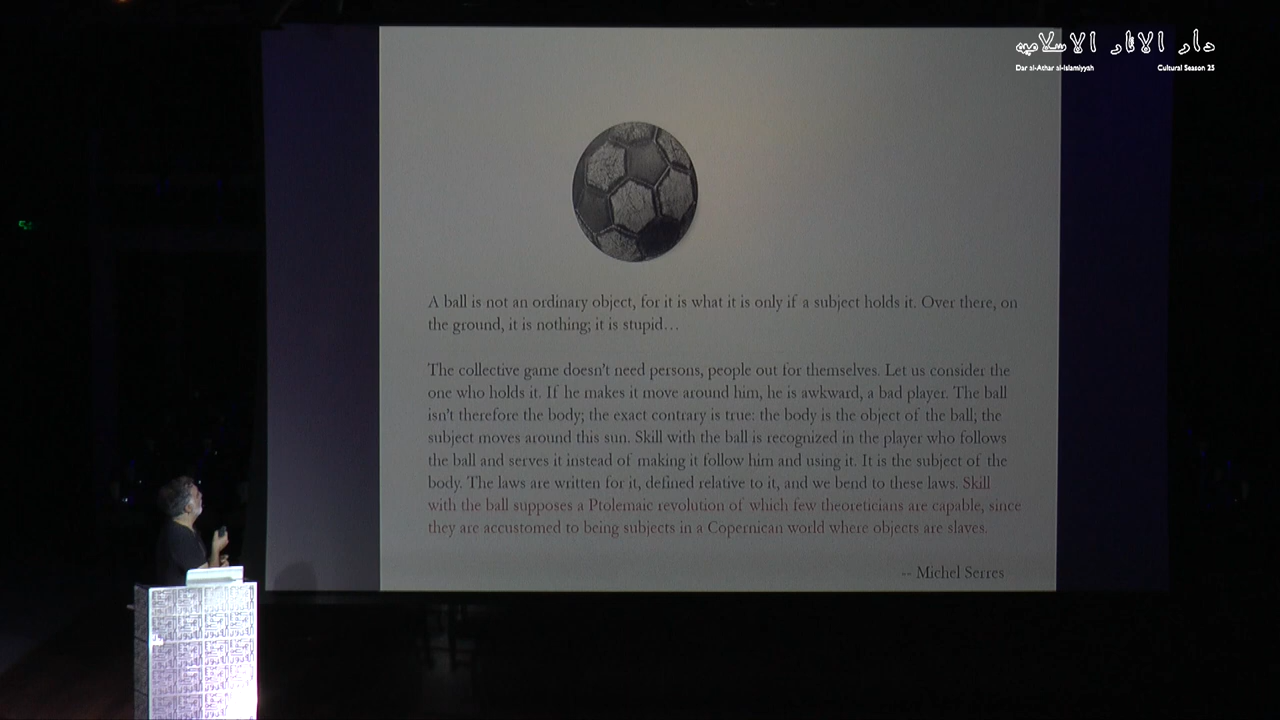 دار الآثار الاسلاميه
Dar al-Athar al-Islamiyyah Cultural Season 25
A ball is not an ordinary object, for it is what it is only if a subject holds it. Over there, on
the ground, it is nothing; it is stupid…
The collective game doesn't need persons, people out for themselves. Let us consider the
one who holds it. If he makes it move around him, he is awkward, a bad player. The ball
isn't therefore the body; the exact contrary is true: the body is the object of the ball; the
subject moves around this sun. Skill with the ball is recognized in the player who follows
the ball and serves it instead of making it follow him and using it. It is the subject of the
body. The laws are written for it, defined relative to it, and we bend to these laws. Skill
with the ball supposes a Ptolemaic revolution of which few theoreticians are capable, since
they are accustomed to being subjects in a Copernican world where objects are slaves.
-- Michel Serres